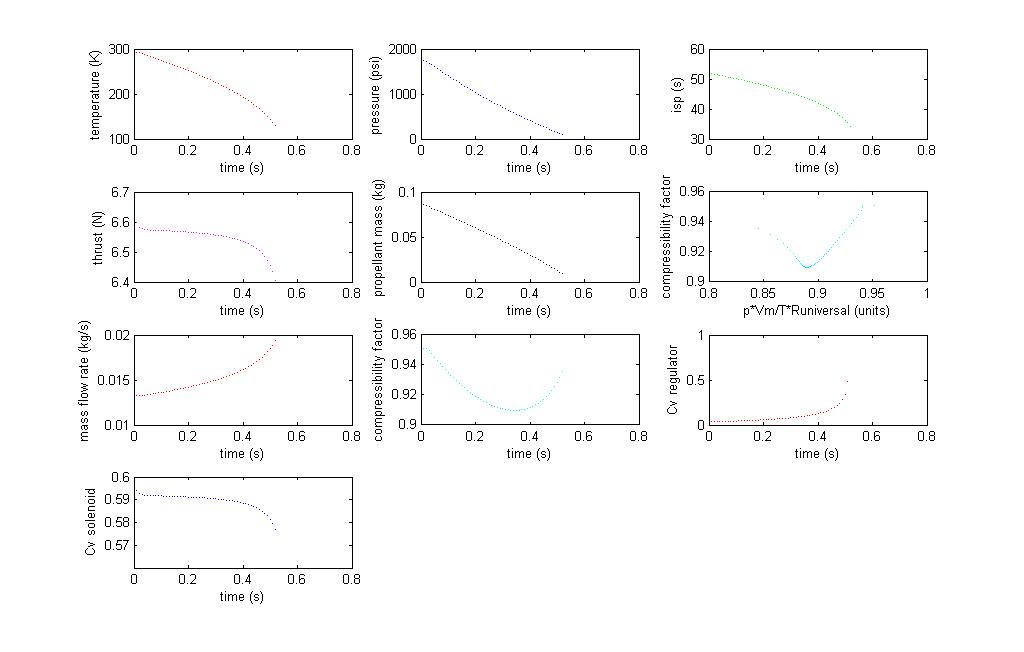 300
200
100
temperature (K)
0 0.2 0.4 0.6 0.8
time (s)
2000
1000
0
pressure (psi)
0 0.2 0.4 0.6 0.8
time (s)
60
50
40
30
isp (s)
0 0.2 0.4 0.6 0.8
time (s)
6.7
6.6
6.5
6.4
thrust (N)
0 0.2 0.4 0.6 0.8
time (s)
0.1
0.05
0
propellant mass (kg)
0 0.2 0.4 0.6 0.8
time (s)
0.96
0.94
0.92
0.9
compressibility factor
0.8 0.85 0.9 0.95 1
p*Vm/T*Runiversal (units)
0.02
0.015
0.01
mass flow rate (kg/s)
0 0.2 0.4 0.6 0.8
time (s)
0.96
0.94
0.92
0.9
compressibility factor
0 0.2 0.4 0.6 0.8
time (s)
1
0.5
0
Cv regulator
0 0.2 0.4 0.6 0.8
time (s)
0.6
0.59
0.58
0.57
Cv solenoid
0 0.2 0.4 0.6 0.8
time (s)